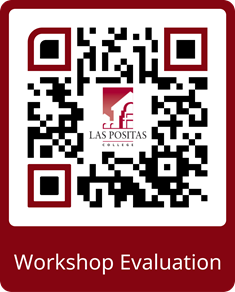 LAS POSITAS
COLLEGE
Workshop Evaluation